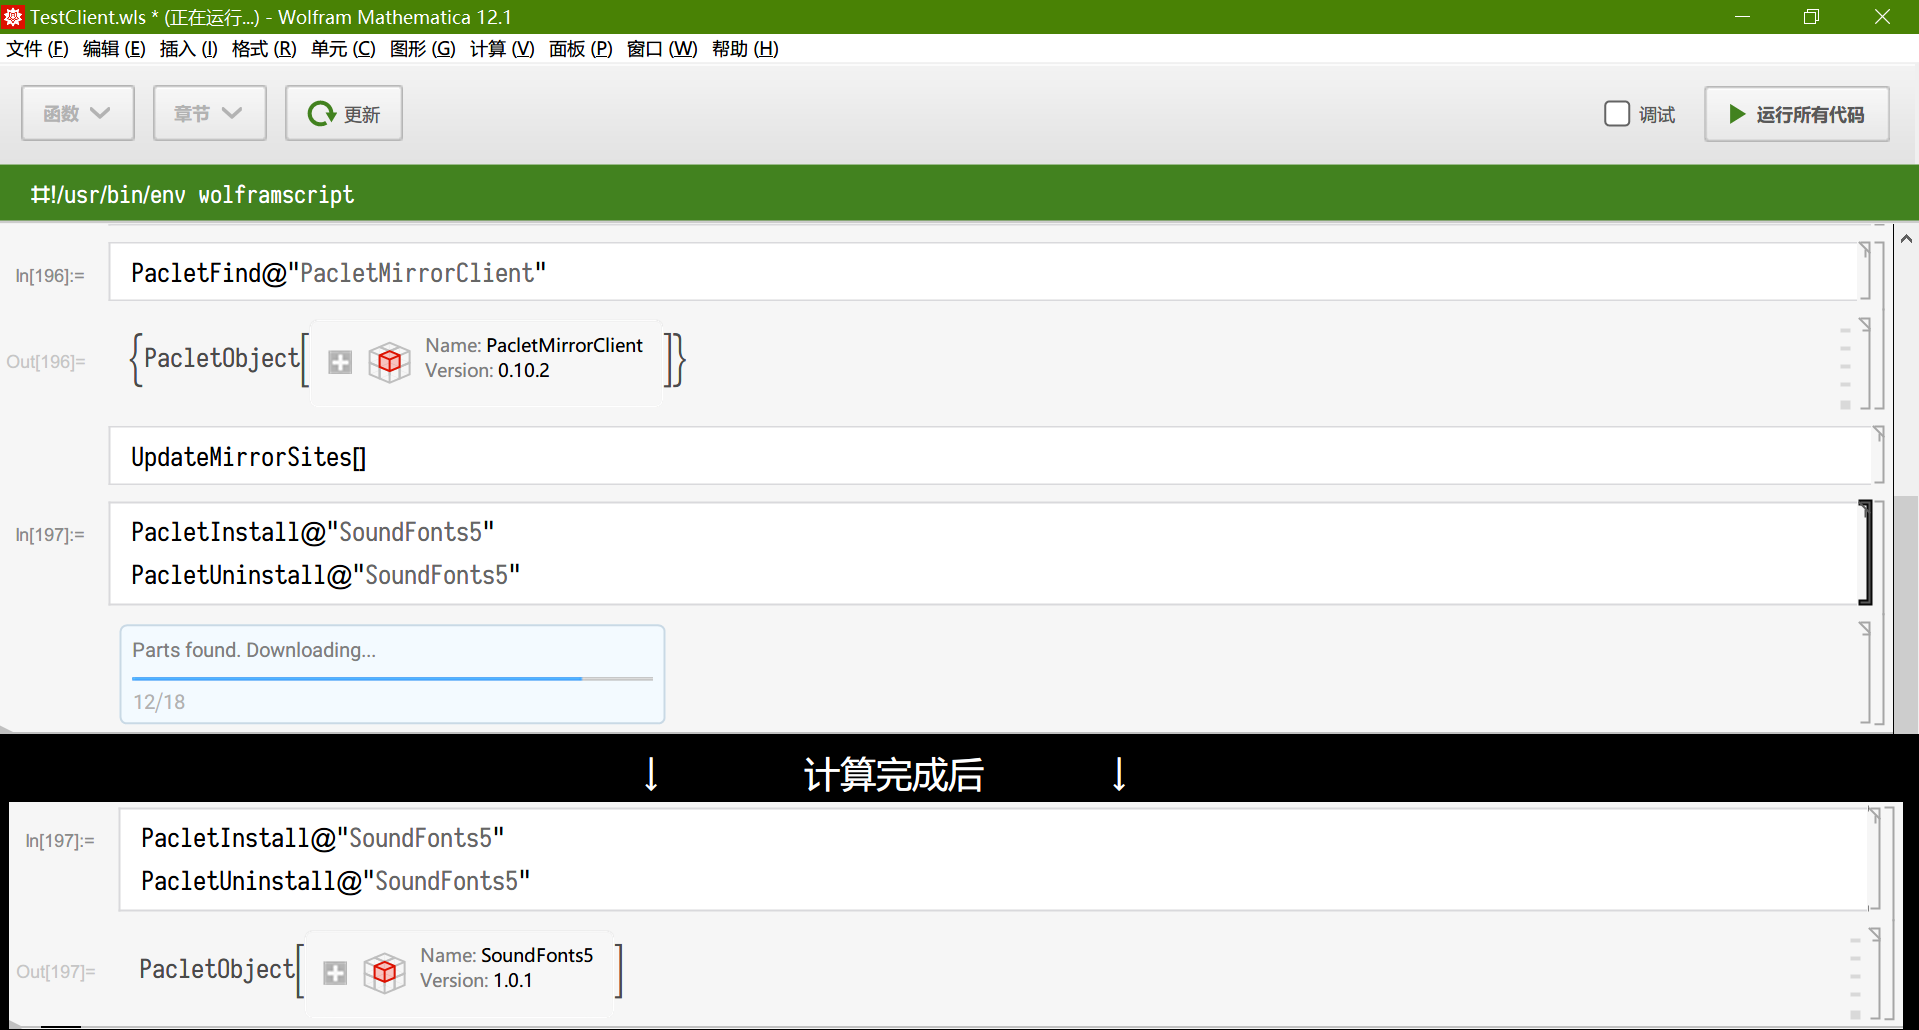 TestClient.wls * (正在运行...) - Wolfram Mathematica 12.1
文件 (F) 编辑 (E) 插入 (I) 格式 (R) 单元 (C) 图形 (G) 计算 (V) 面板 (P) 窗口 (W) 帮助 (H)
函数 章节 更新 调试 运行所有代码
#!/usr/bin/env wolframscript
In[196]:= PacletFind@"PacletMirrorClient"
Out[196]= {PacletObject[ Name: PacletMirrorClient
Version: 0.10.2 ]}
UpdateMirrorSites[]
In[197]:= PacletInstall@"SoundFonts5"
PacletUninstall@"SoundFonts5"
Parts found. Downloading...
12/18
↓ 计算完成后 ↓
In[197]:= PacletInstall@"SoundFonts5"
PacletUninstall@"SoundFonts5"
Out[197]= PacletObject[ Name: SoundFonts5
Version: 1.0.1 ]